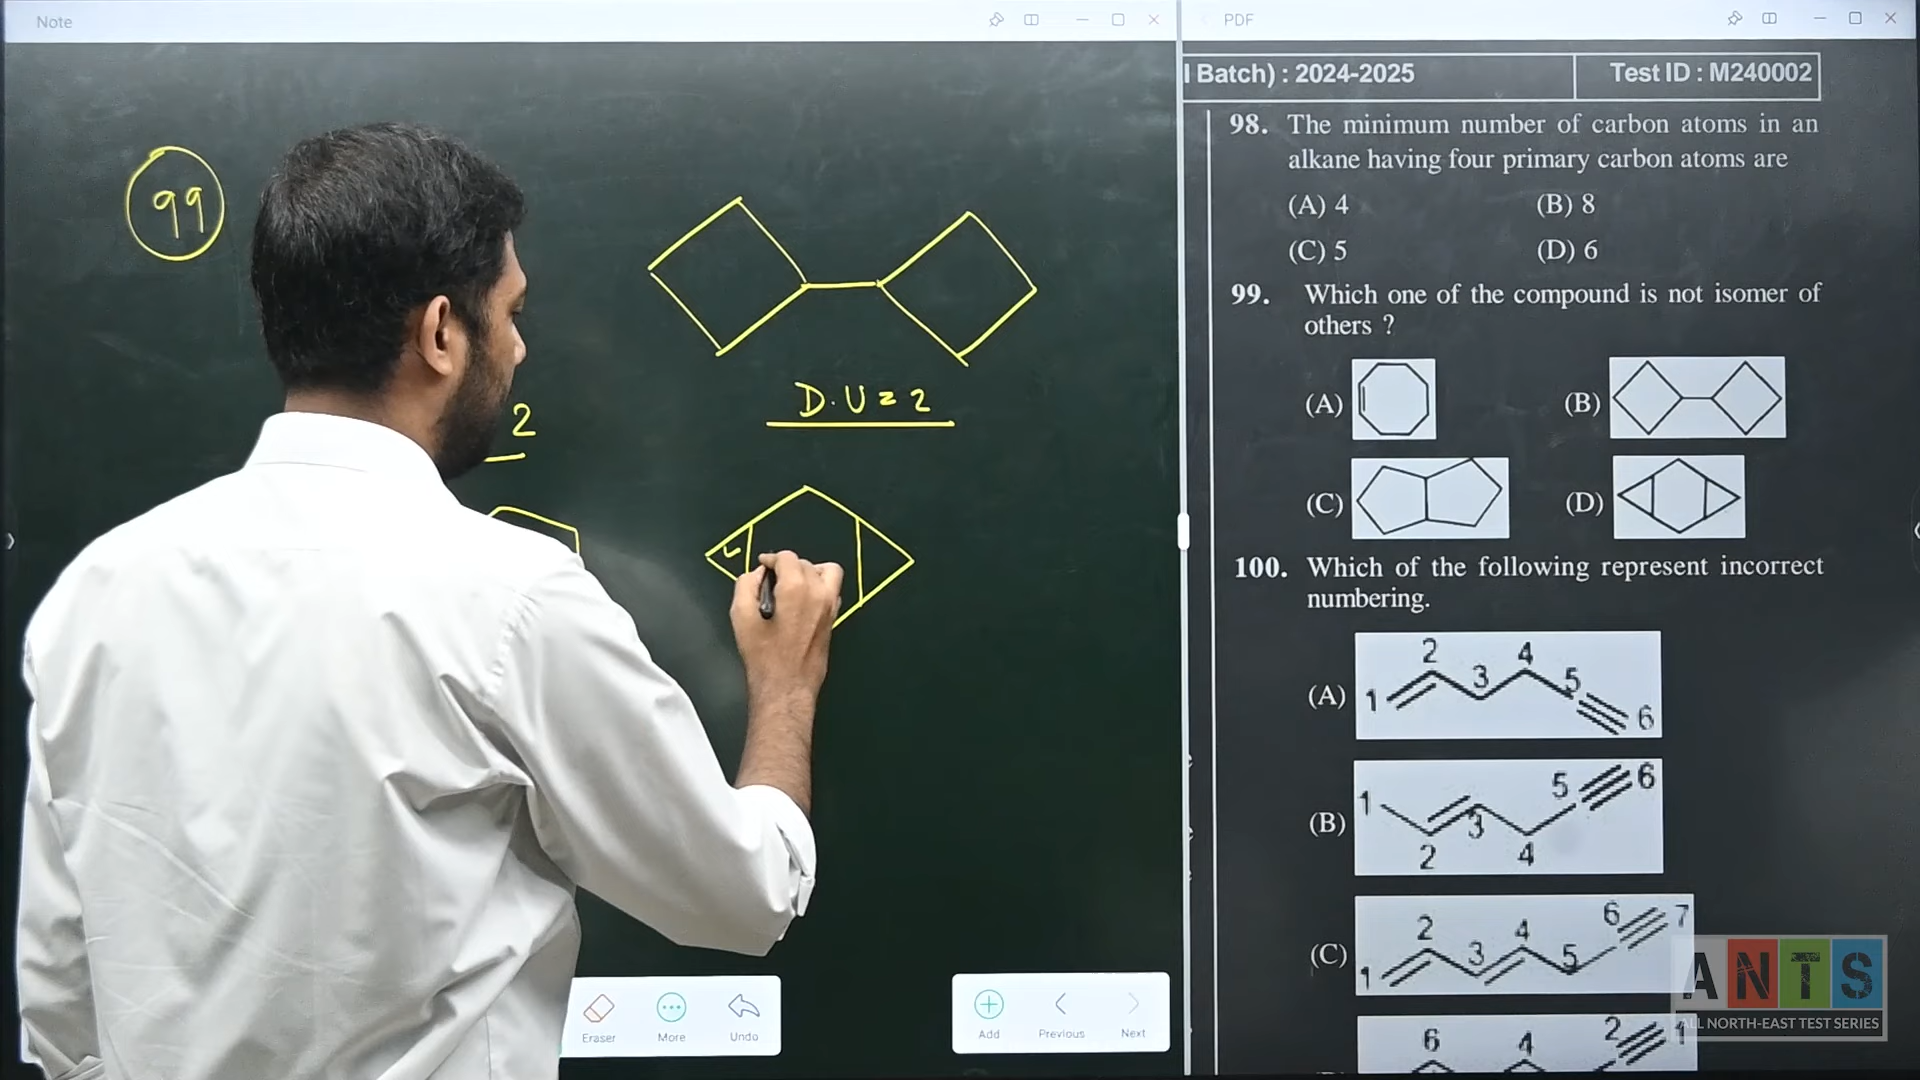 Note
PDF
I Batch) : 2024-2025
Test ID : M240002
99
2
D.U = 2
98. The minimum number of carbon atoms in an
alkane having four primary carbon atoms are
(A) 4
(B) 8
(C) 5
(D) 6
99. Which one of the compound is not isomer of
others ?
(A)
(B)
(C)
(D)
100. Which of the following represent incorrect
numbering.
(A) 1 2 3 4 5 6
(B) 1 2 3 4 5 6
(C) 1 2 3 4 5 6 7
6 4 2 1
Eraser
More
Undo
Add
Previous
Next
ANTS
ALL NORTH-EAST TEST SERIES